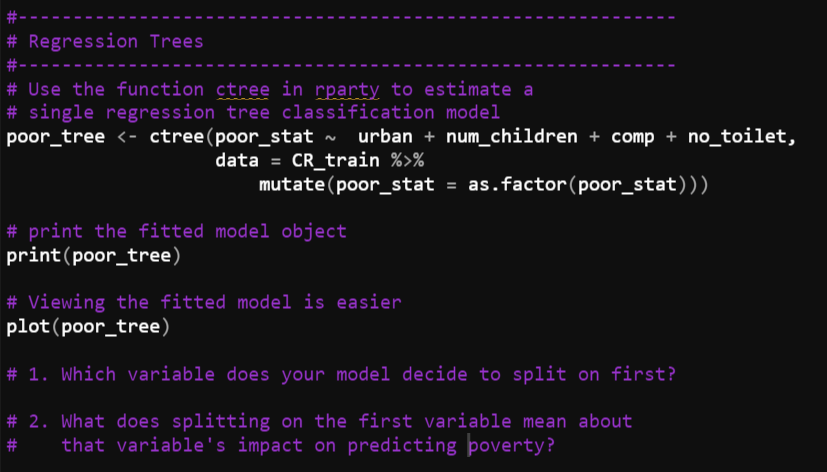 #------------------------------------------------------------
# Regression Trees
#------------------------------------------------------------
# Use the function ctree in rparty to estimate a
# single regression tree classification model
poor_tree <- ctree(poor_stat ~  urban + num_children + comp + no_toilet,
                   data = CR_train %>%
                       mutate(poor_stat = as.factor(poor_stat)))

# print the fitted model object
print(poor_tree)

# Viewing the fitted model is easier
plot(poor_tree)

# 1. Which variable does your model decide to split on first?

# 2. What does splitting on the first variable mean about
#    that variable's impact on predicting poverty?